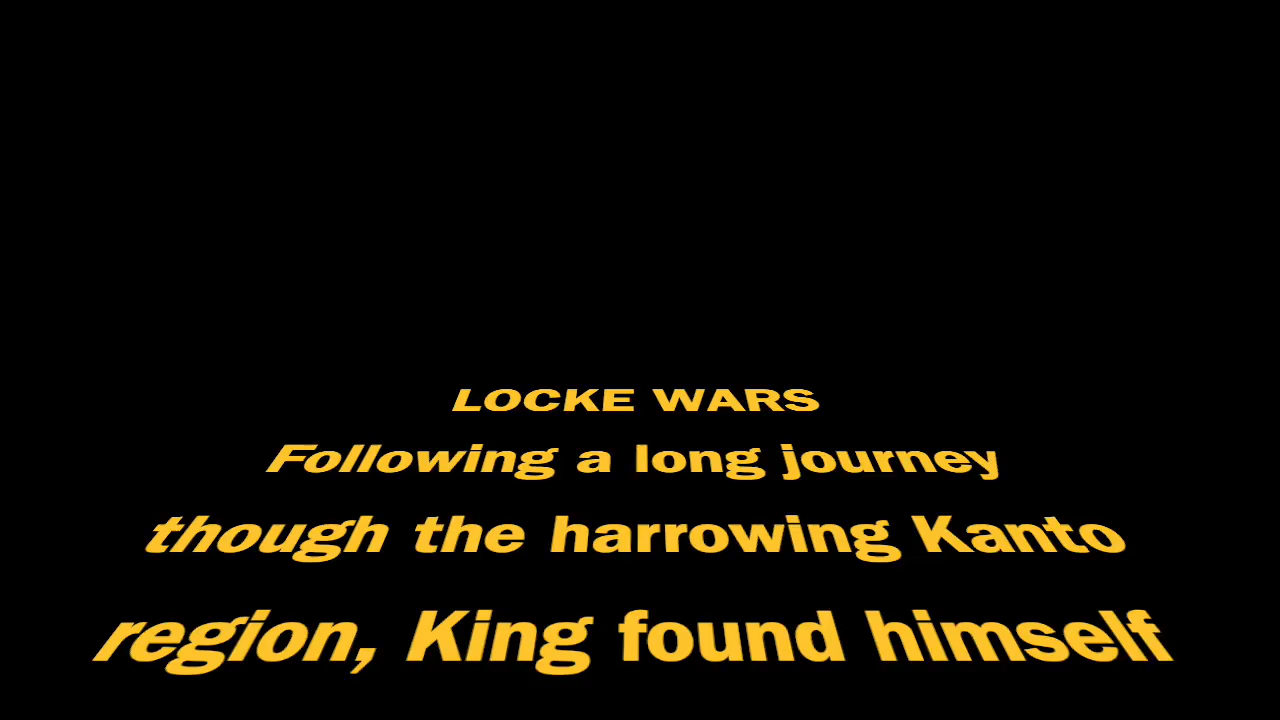 LOCKE WARS
Following a long journey
though the harrowing Kanto
region, King found himself